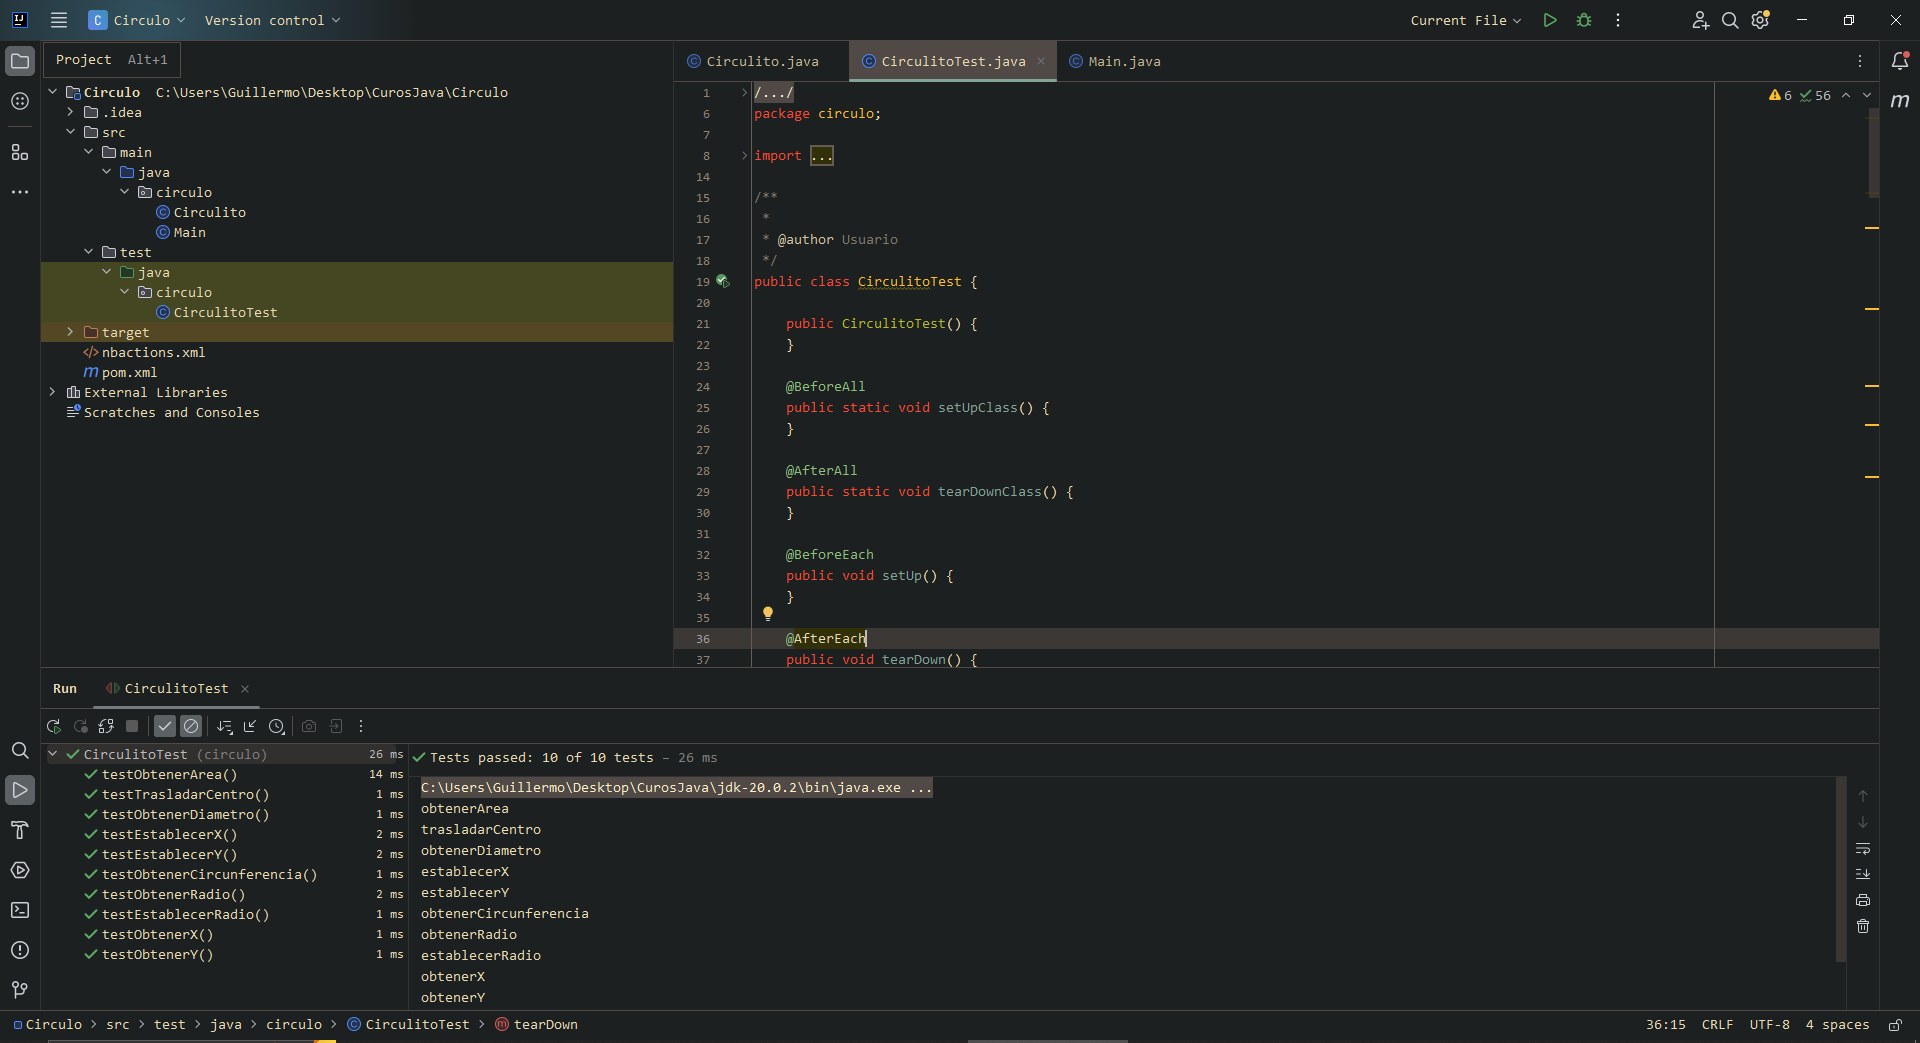 Circulo
Version control
Current File
Project Alt+1
Circulo C:\Users\Guillermo\Desktop\CurosJava\Circulo
.idea
src
main
java
circulo
Circulito
Main
test
java
circulo
CirculitoTest
target
nbactions.xml
pom.xml
External Libraries
Scratches and Consoles
Circulito.java
CirculitoTest.java
Main.java
6 56
1 /.../
6 package circulo;
7
8 import ...
14
15 /**
16 *
17 * @author Usuario
18 */
19 public class CirculitoTest {
20
21 public CirculitoTest() {
22 }
23
24 @BeforeAll
25 public static void setUpClass() {
26 }
27
28 @AfterAll
29 public static void tearDownClass() {
30 }
31
32 @BeforeEach
33 public void setUp() {
34 }
35
36 @AfterEach
37 public void tearDown() {
Run CirculitoTest
CirculitoTest (circulo) 26 ms
testObtenerArea() 14 ms
testTrasladarCentro() 1 ms
testObtenerDiametro() 1 ms
testEstablecerX() 2 ms
testEstablecerY() 2 ms
testObtenerCircunferencia() 1 ms
testObtenerRadio() 2 ms
testEstablecerRadio() 1 ms
testObtenerX() 1 ms
testObtenerY() 1 ms
Tests passed: 10 of 10 tests – 26 ms
C:\Users\Guillermo\Desktop\CurosJava\jdk-20.0.2\bin\java.exe ...
obtenerArea
trasladarCentro
obtenerDiametro
establecerX
establecerY
obtenerCircunferencia
obtenerRadio
establecerRadio
obtenerX
obtenerY
Circulo > src > test > java > circulo > CirculitoTest > tearDown
36:15 CRLF UTF-8 4 spaces